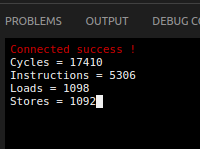 PROBLEMS OUTPUT DEBUG CO
Connected success !
Cycles = 17410
Instructions = 5306
Loads = 1098
Stores = 1092